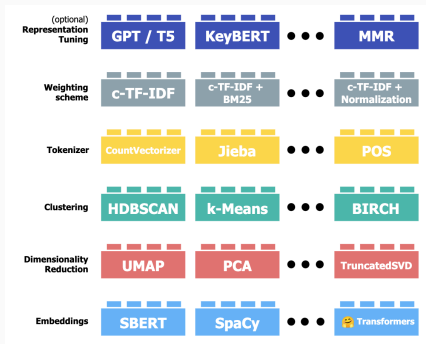 (optional)
Representation
Tuning
GPT / T5
KeyBERT
MMR
Weighting
scheme
c-TF-IDF
c-TF-IDF +
BM25
c-TF-IDF +
Normalization
Tokenizer
CountVectorizer
Jieba
POS
Clustering
HDBSCAN
k-Means
BIRCH
Dimensionality
Reduction
UMAP
PCA
TruncatedSVD
Embeddings
SBERT
SpaCy
🤗 Transformers